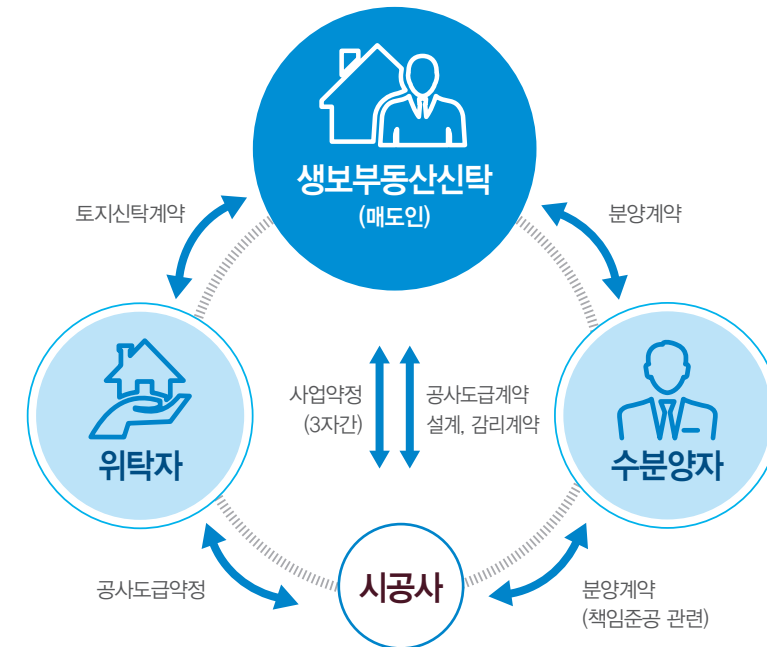 생보부동산신탁
(매도인)
토지신탁계약
분양계약
위탁자
사업약정
(3자간)
공사도급계약
설계, 감리계약
수분양자
공사도급약정
시공사
분양계약
(책임준공 관련)